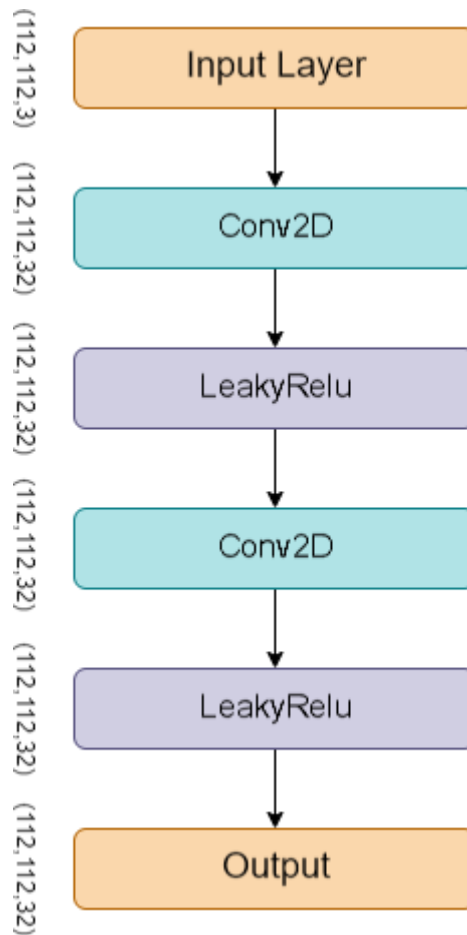 (112,112,3)
Input Layer
(112,112,32)
Conv2D
(112,112,32)
LeakyRelu
(112,112,32)
Conv2D
(112,112,32)
LeakyRelu
(112,112,32)
Output